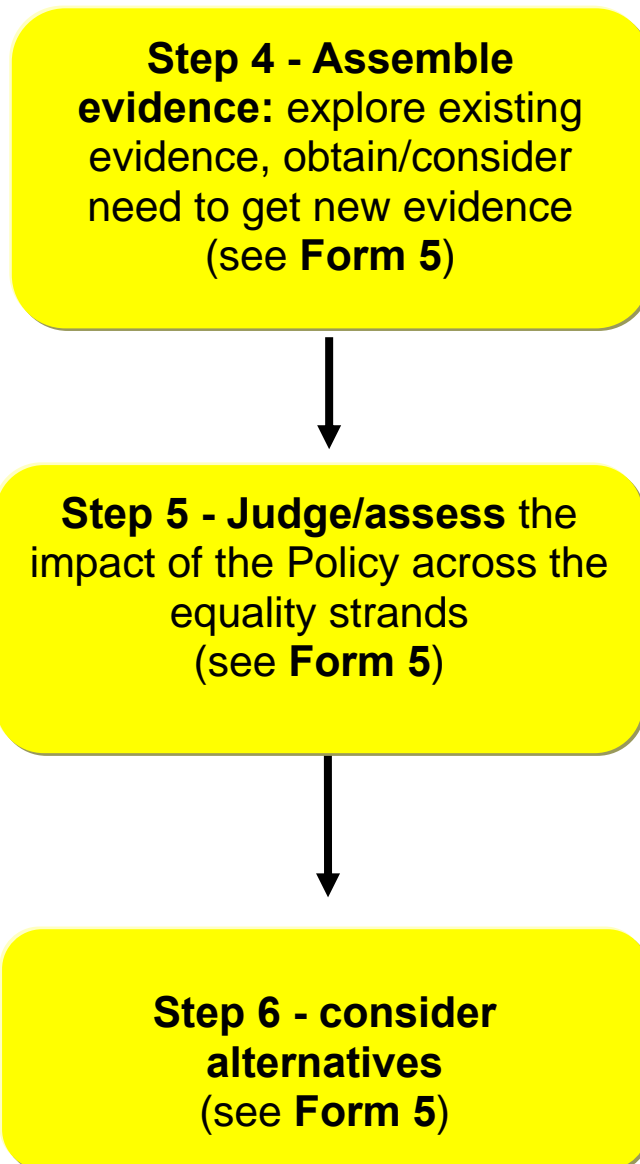 Step 4 - Assemble
evidence: explore existing
evidence, obtain/consider
need to get new evidence
(see Form 5)
Step 5 - Judge/assess the
impact of the Policy across the
equality strands
(see Form 5)
Step 6 - consider
alternatives
(see Form 5)